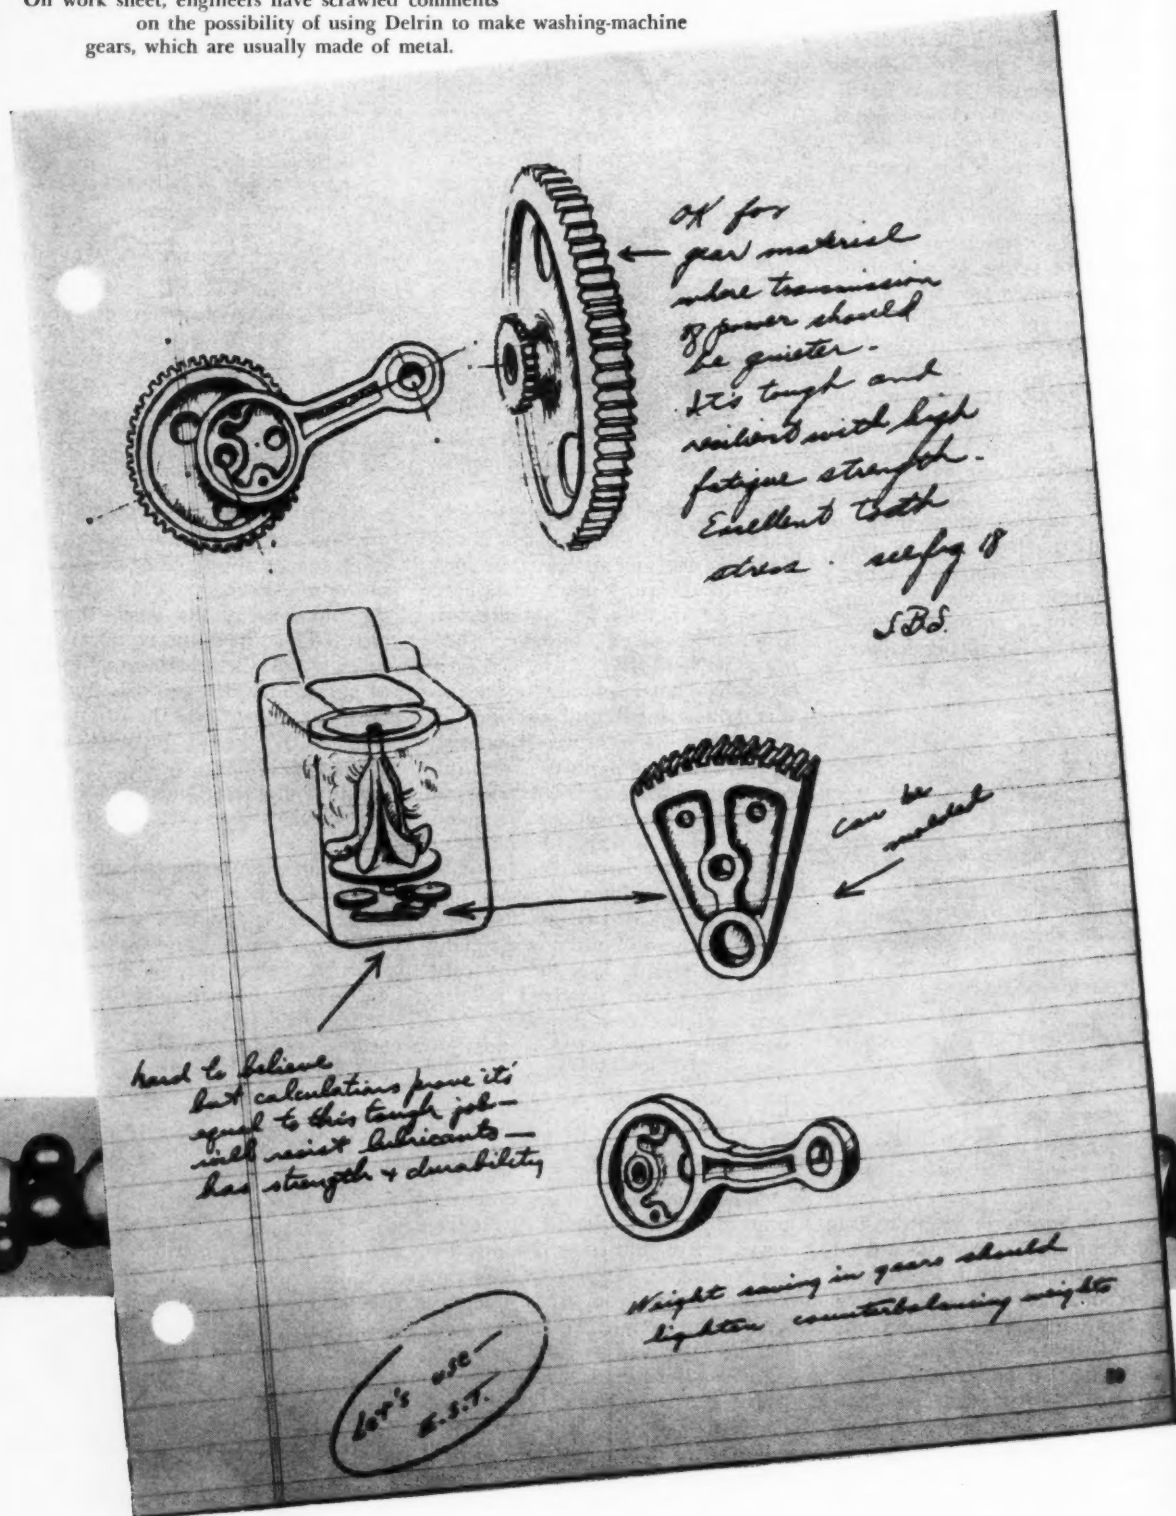 On work sheet, engineers have scrawled comments
on the possibility of using Delrin to make washing-machine
gears, which are usually made of metal.
OK for
gear material
where transmission
of power should
be quieter -
It's tough and
resilient with high
fatigue strength -
Excellent tooth
stress. see fig 18
S.B.S.
can be
molded
hard to believe
but calculations prove it's
equal to this tough job -
will resist lubricants -
has strength + durability
Weight saving in gears should
lighten counterbalancing weights
Let's use -
E.S.T.